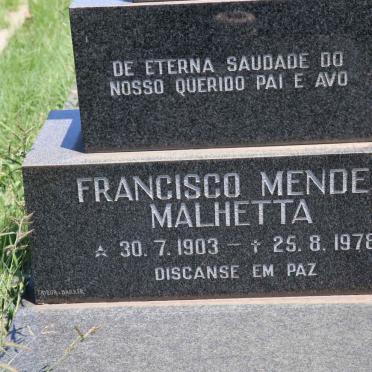 DE ETERNA SAUDADE DO
NOSSO QUERIDO PAI E AVO
FRANCISCO MENDE
MALHETTA
☆ 30. 7. 1903 – † 25. 8. 1978
DISCANSE EM PAZ